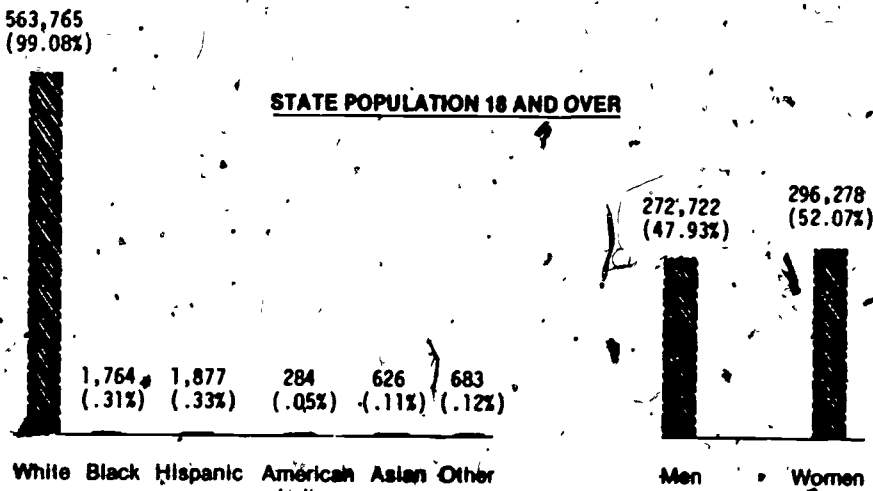 563,765
(99.08%)
STATE POPULATION 18 AND OVER
272,722
(47.93%)
296,278
(52.07%)
1,764 1,877 284 626 683
(.31%) (.33%) (.05%) (.11%) (.12%)
White Black Hispanic American Asian Other
Men Women